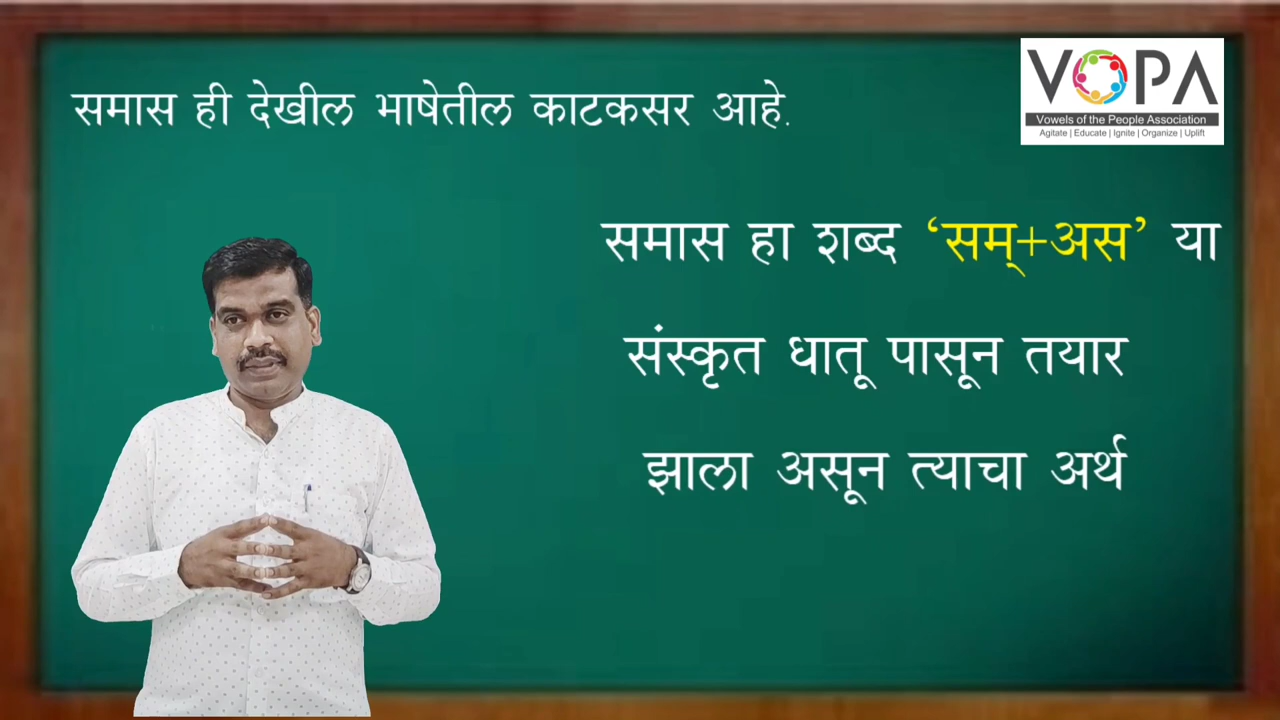 समास ही देखील भाषेतील काटकसर आहे.
VOPA
Vowels of the People Association
Agitate | Educate | Ignite | Organize | Uplift
समास हा शब्द ‘सम्+अस’ या
संस्कृत धातू पासून तयार
झाला असून त्याचा अर्थ